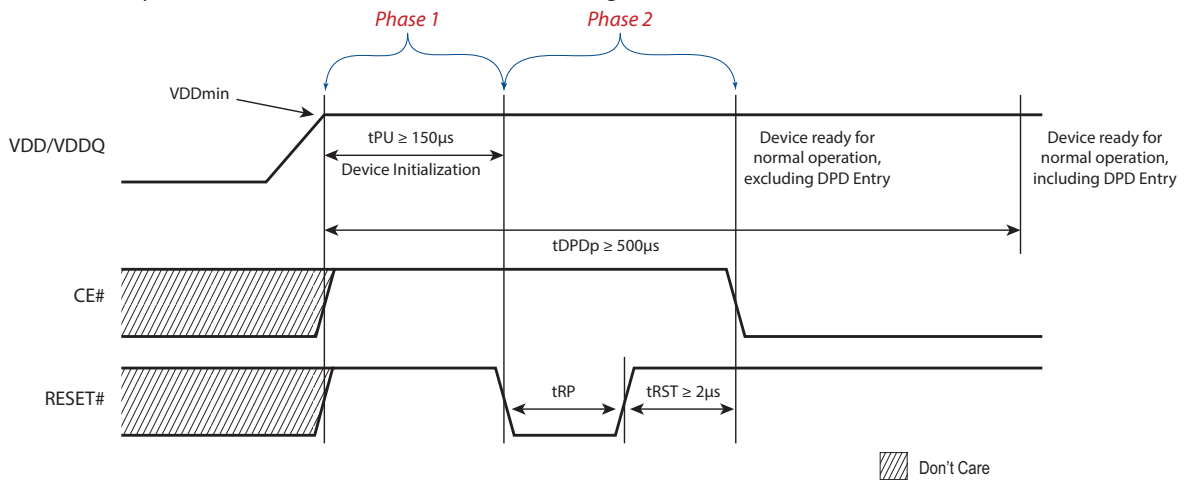 Phase 1
Phase 2
VDDmin
VDD/VDDQ
tPU ≥ 150µs
Device Initialization
Device ready for
normal operation,
excluding DPD Entry
Device ready for
normal operation,
including DPD Entry
tDPDp ≥ 500µs
CE#
RESET#
tRP
tRST ≥ 2µs
Don't Care